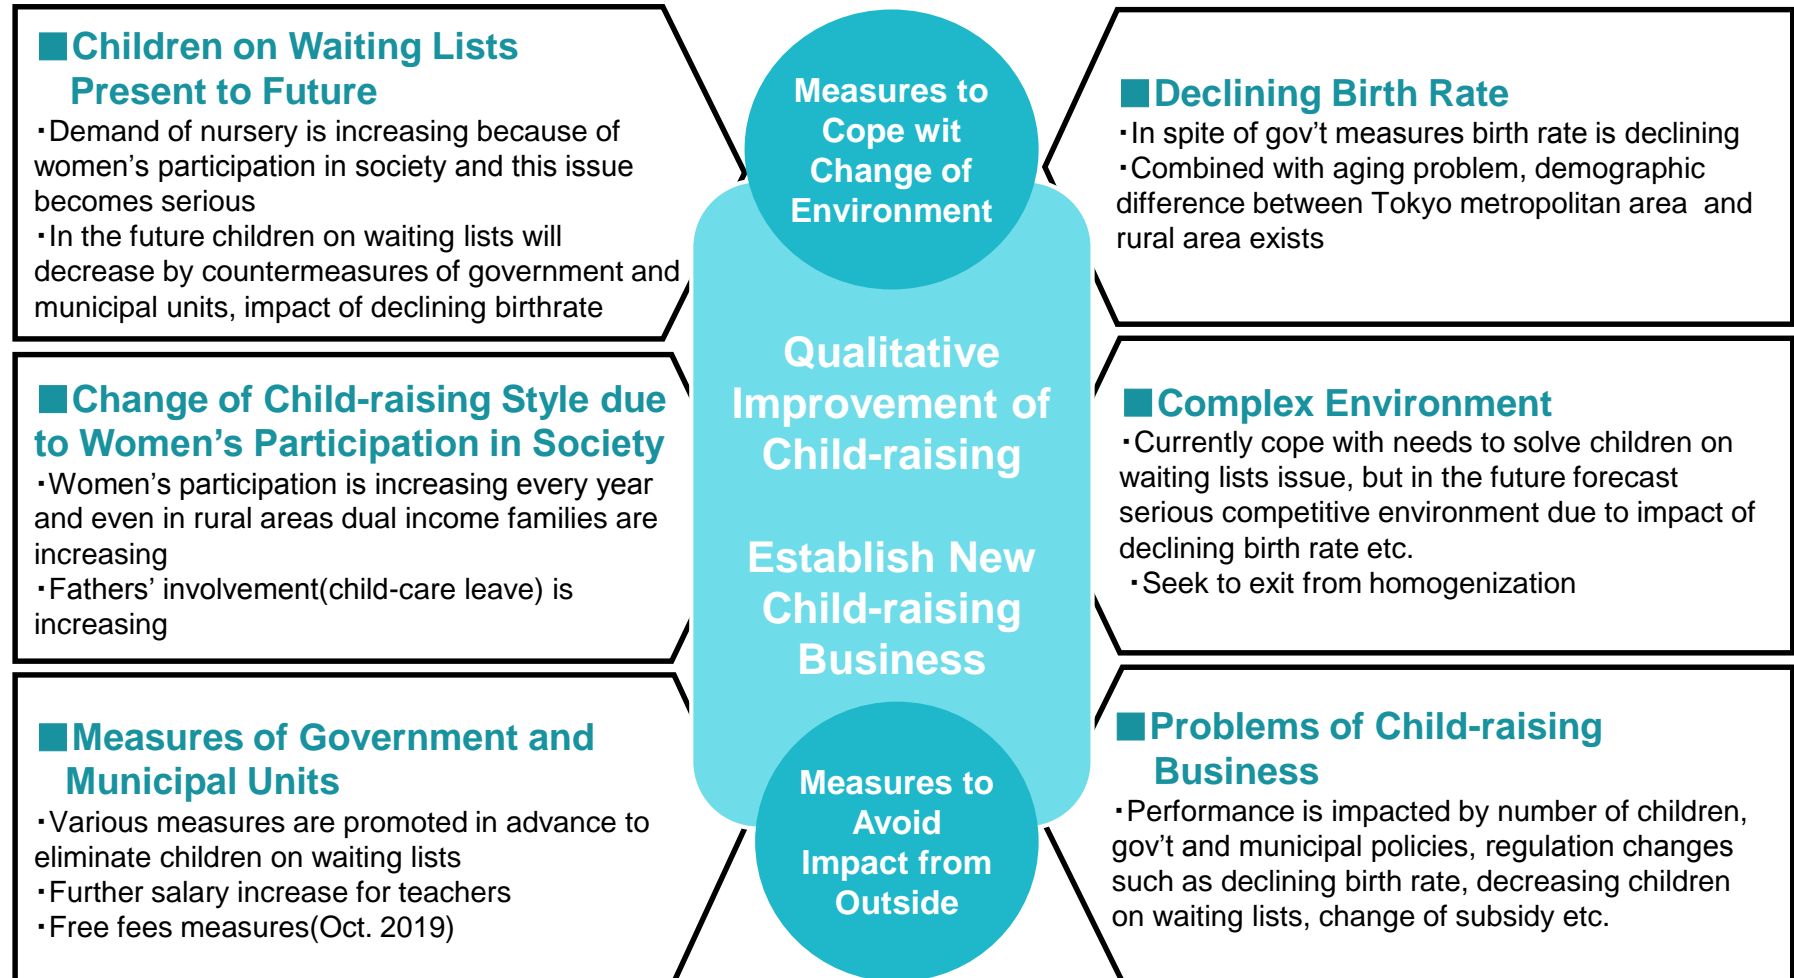 ■Children on Waiting Lists
Present to Future
・Demand of nursery is increasing because of
women’s participation in society and this issue
becomes serious
・In the future children on waiting lists will
decrease by countermeasures of government and
municipal units, impact of declining birthrate
■Change of Child-raising Style due
to Women’s Participation in Society
・Women’s participation is increasing every year
and even in rural areas dual income families are
increasing
・Fathers’ involvement(child-care leave) is
increasing
■Measures of Government and
Municipal Units
・Various measures are promoted in advance to
eliminate children on waiting lists
・Further salary increase for teachers
・Free fees measures(Oct. 2019)
Measures to
Cope wit
Change of
Environment
Qualitative
Improvement of
Child-raising
Establish New
Child-raising
Business
Measures to
Avoid
Impact from
Outside
■Declining Birth Rate
・In spite of gov’t measures birth rate is declining
・Combined with aging problem, demographic
difference between Tokyo metropolitan area  and
rural area exists
■Complex Environment
・Currently cope with needs to solve children on
waiting lists issue, but in the future forecast
serious competitive environment due to impact of
declining birth rate etc.
・Seek to exit from homogenization
■Problems of Child-raising
Business
・Performance is impacted by number of children,
gov’t and municipal policies, regulation changes
such as declining birth rate, decreasing children
on waiting lists, change of subsidy etc.